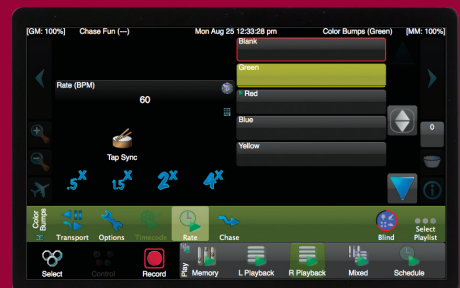 [GM: 100%] Chase Fun (---) Mon Aug 25 12:33:28 pm Color Bumps (Green) [MM: 100%]
Blank
Green
Rate (BPM)
60
Red
0
Blue
Tap Sync
Yellow
.5X 1.5X 2X 4X
Color Bumps
Transport Options Timecode Rate Chase Blind Select Playlist
Select Control Record Play Memory L Playback R Playback Mixed Schedule